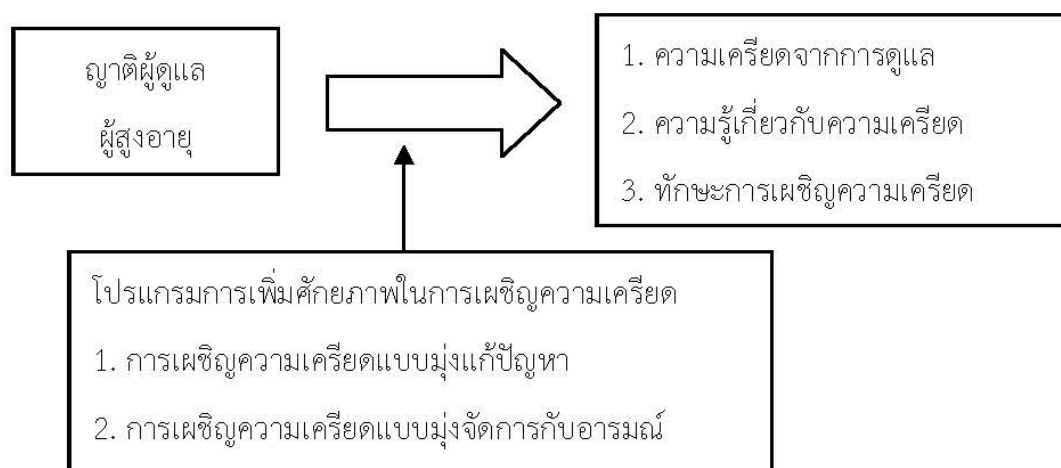 ญาติผู้ดูแล
ผู้สูงอายุ
1. ความเครียดจากการดูแล
2. ความรู้เกี่ยวกับความเครียด
3. ทักษะการเผชิญความเครียด
โปรแกรมการเพิ่มศักยภาพในการเผชิญความเครียด
1. การเผชิญความเครียดแบบมุ่งแก้ปัญหา
2. การเผชิญความเครียดแบบมุ่งจัดการกับอารมณ์